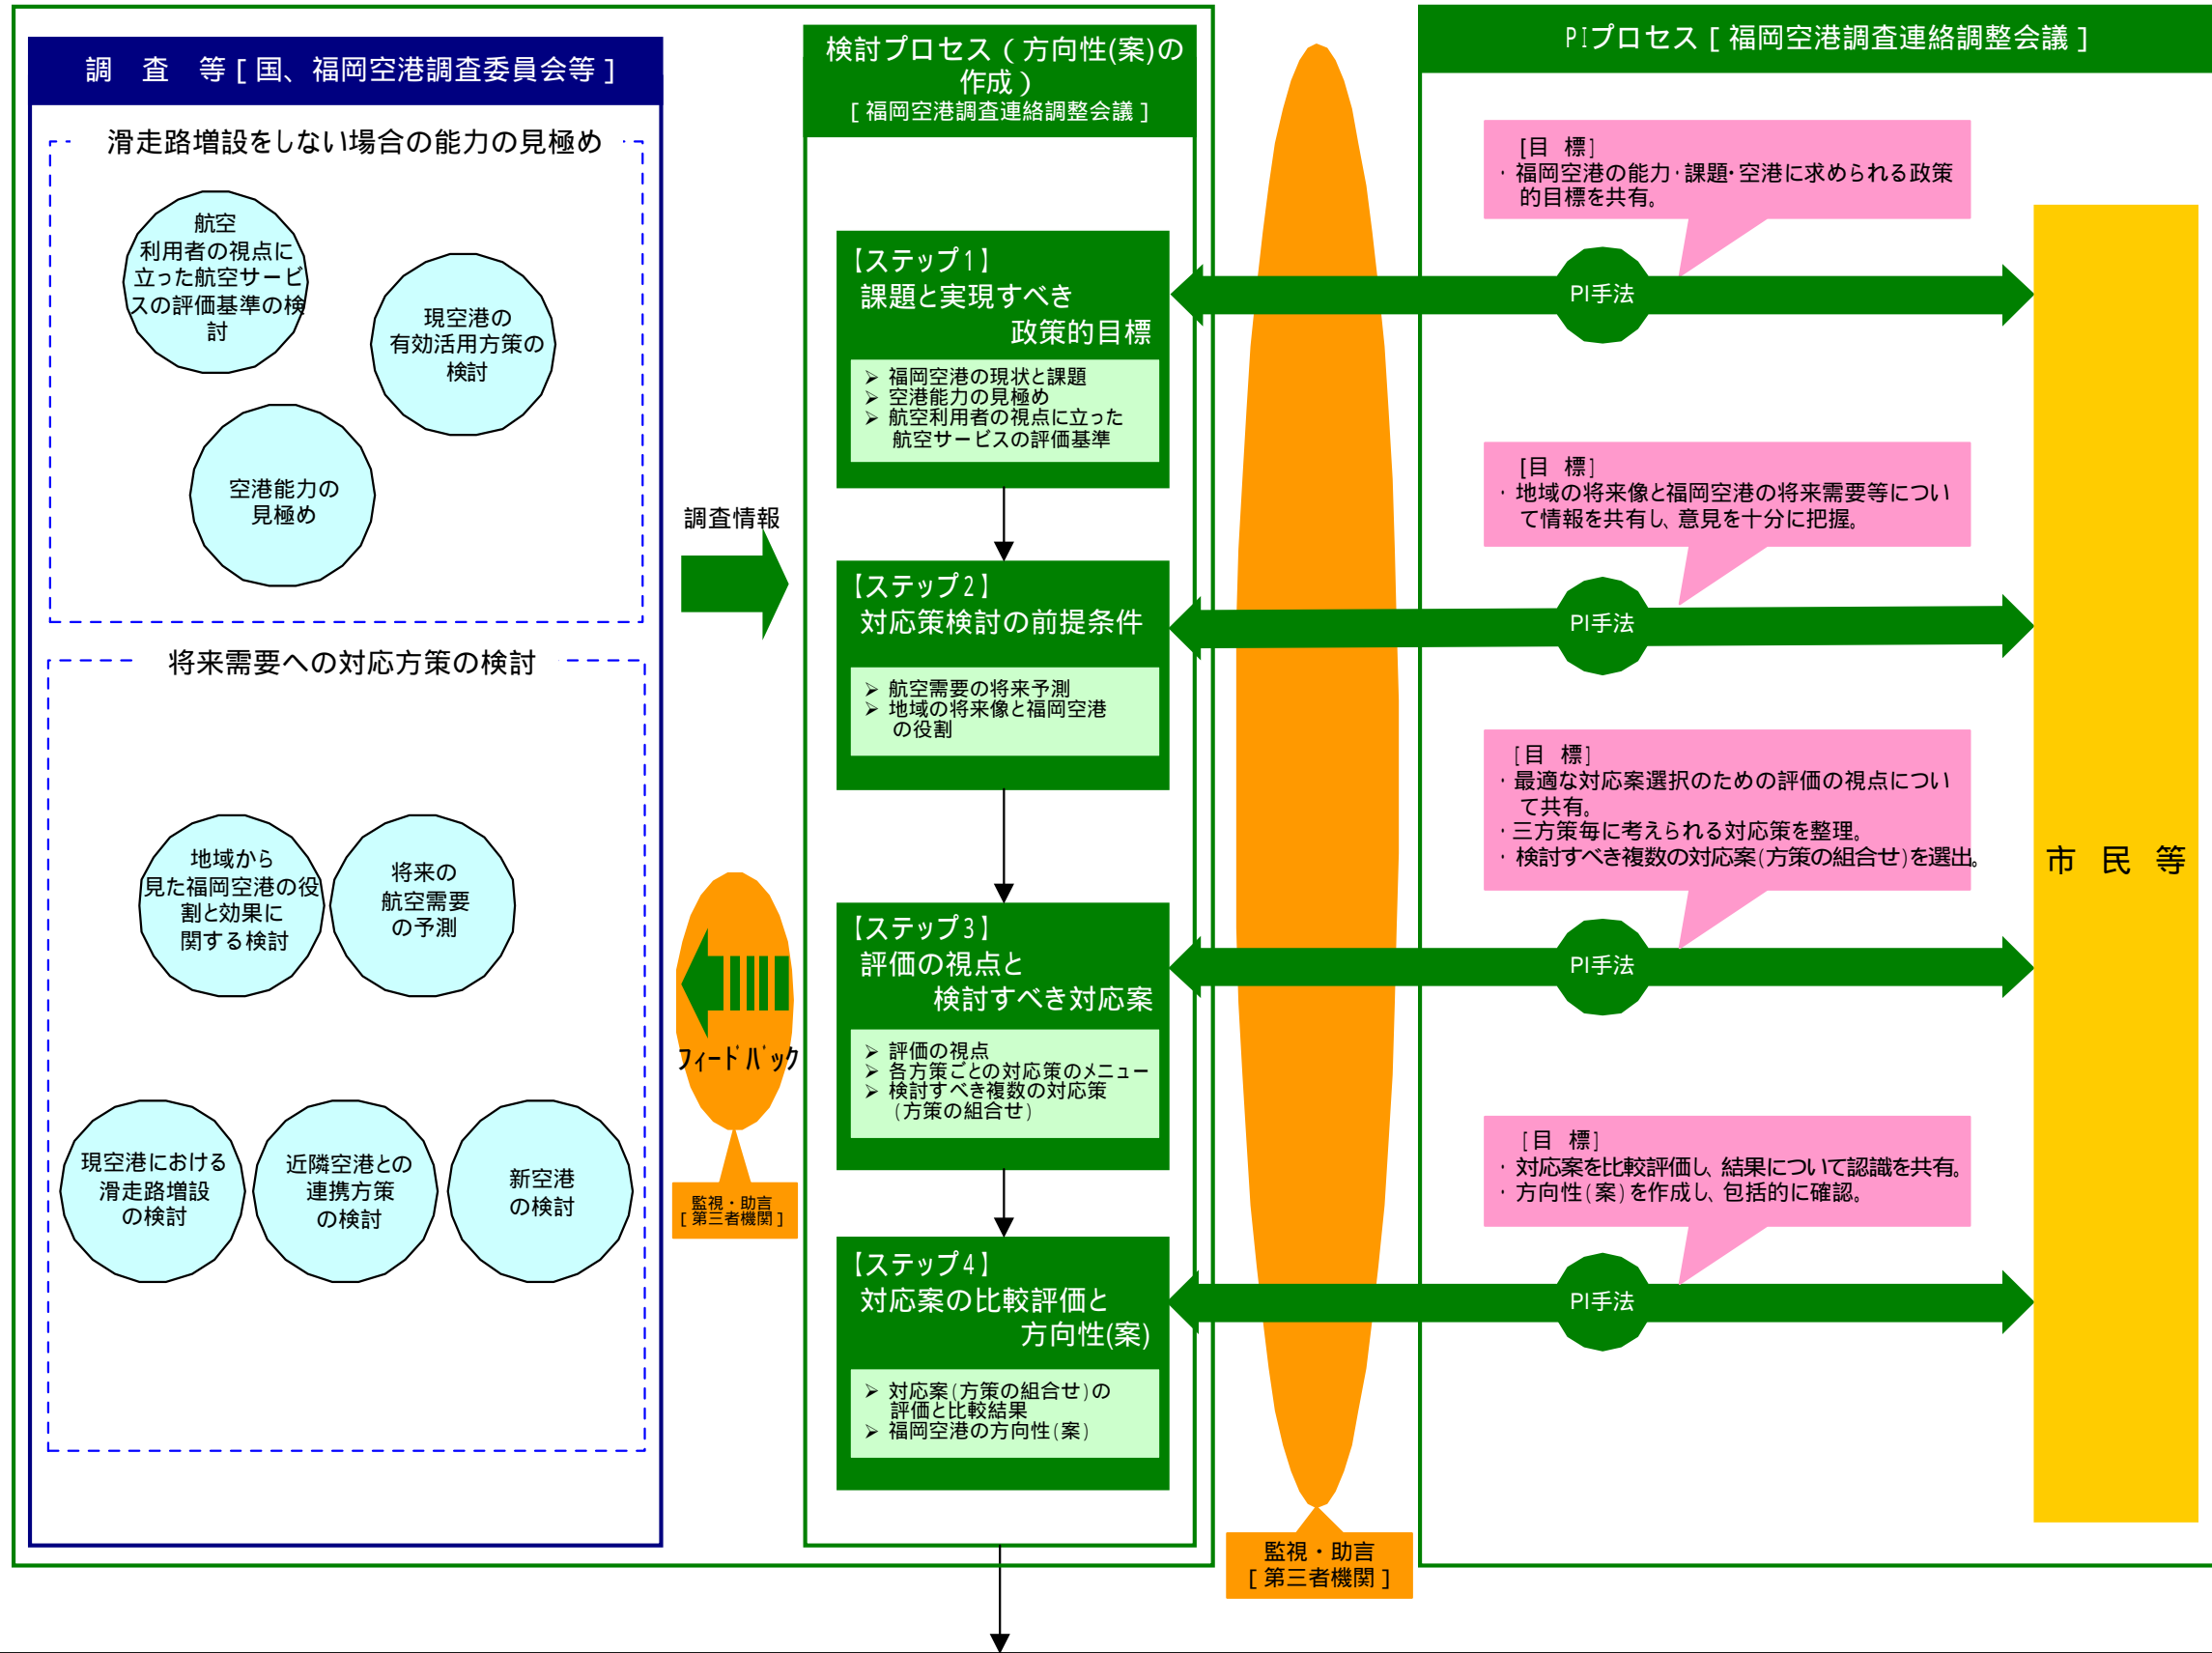 調　査　等 [ 国、福岡空港調査委員会等 ]
滑走路増設をしない場合の能力の見極め
航空
利用者の視点に
立った航空サービ
スの評価基準の検
討
現空港の
有効活用方策の
検討
空港能力の
見極め
将来需要への対応方策の検討
地域から
見た福岡空港の役
割と効果に
関する検討
将来の
航空需要
の予測
現空港における
滑走路増設
の検討
近隣空港との
連携方策
の検討
新空港
の検討
調査情報
フィードバック
監視・助言
[ 第三者機関 ]
検討プロセス ( 方向性(案)の
作成 )
[ 福岡空港調査連絡調整会議 ]
【ステップ1】
課題と実現すべき
政策的目標
➢ 福岡空港の現状と課題
➢ 空港能力の見極め
➢ 航空利用者の視点に立った
航空サービスの評価基準
【ステップ2】
対応策検討の前提条件
➢ 航空需要の将来予測
➢ 地域の将来像と福岡空港
の役割
【ステップ3】
評価の視点と
検討すべき対応案
➢ 評価の視点
➢ 各方策ごとの対応策のメニュー
➢ 検討すべき複数の対応策
(方策の組合せ)
【ステップ4】
対応案の比較評価と
方向性(案)
➢ 対応案(方策の組合せ)の
評価と比較結果
➢ 福岡空港の方向性(案)
監視・助言
[ 第三者機関 ]
PIプロセス [ 福岡空港調査連絡調整会議 ]
[目　標]
・福岡空港の能力・課題・空港に求められる政策
的目標を共有。
PI手法
[目　標]
・地域の将来像と福岡空港の将来需要等につい
て情報を共有し、意見を十分に把握。
PI手法
[目　標]
・最適な対応案選択のための評価の視点につい
て共有。
・三方策毎に考えられる対応策を整理。
・検討すべき複数の対応案(方策の組合せ)を選出。
PI手法
[目　標]
・対応案を比較評価し、結果について認識を共有。
・方向性(案)を作成し、包括的に確認。
PI手法
市　民　等